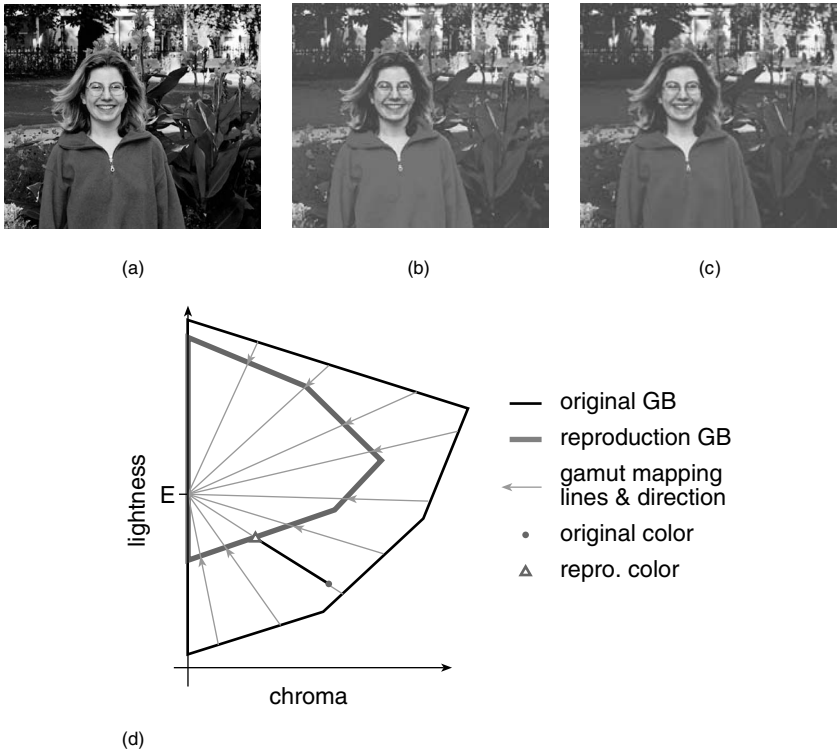 (a)
(b)
(c)
lightness
E
chroma
original GB
reproduction GB
gamut mapping
lines & direction
original color
repro. color
(d)